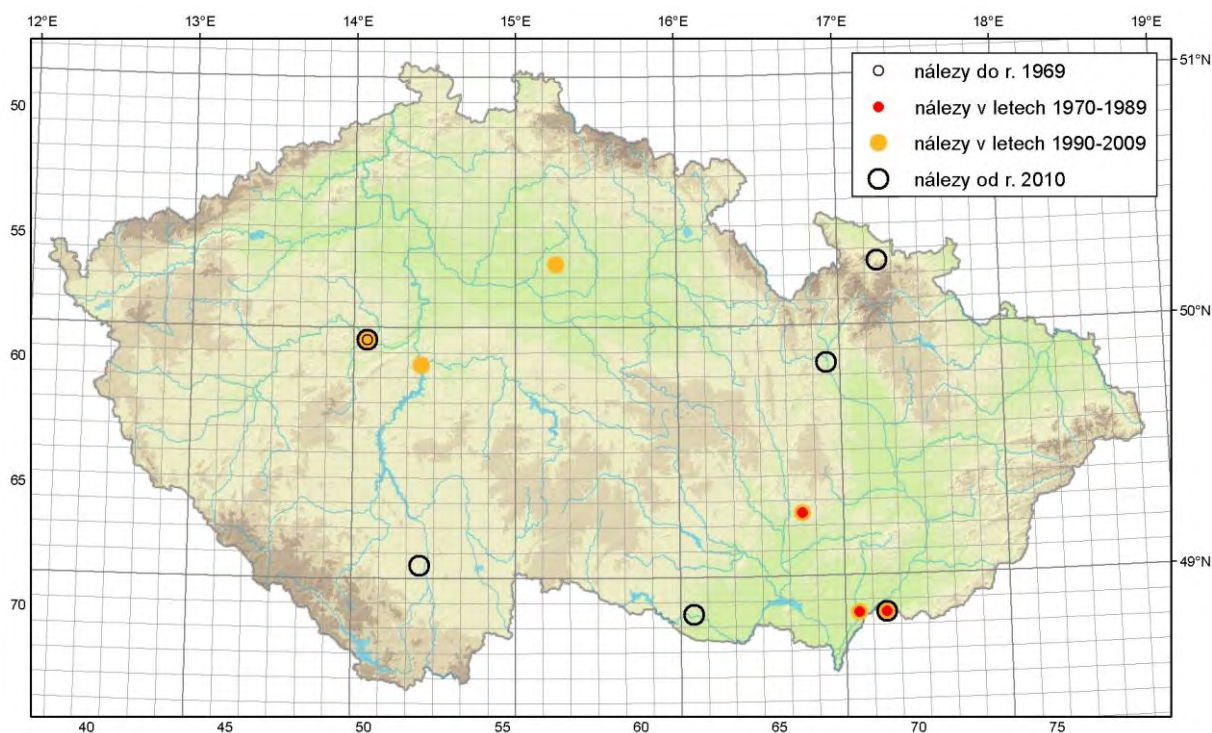 12°E 13°E 14°E 15°E 16°E 17°E 18°E 19°E
nálezy do r. 1969
nálezy v letech 1970-1989
nálezy v letech 1990-2009
nálezy od r. 2010
51°N
50
55
50°N
60
65
49°N
70
40 45 50 55 60 65 70 75